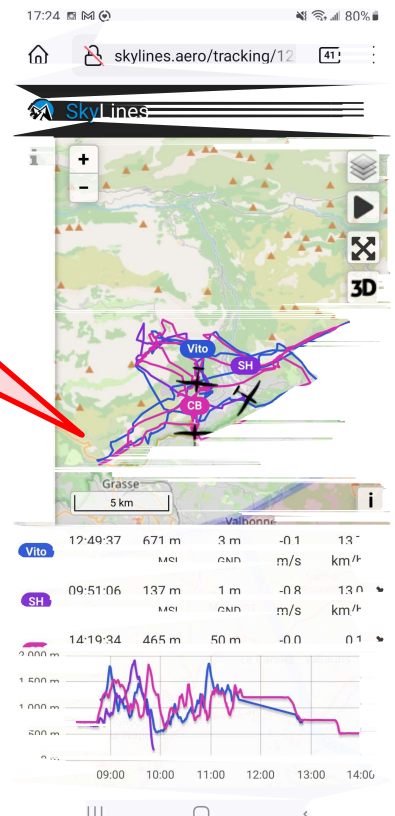 17:24 80%
skylines.aero/tracking/12 41
SkyLines
+
−
3D
Vito
SH
CB
Grasse
5 km
i
Valbonne
Vito 12:49:37 671 m 3 m -0.1
MSL GND m/s km/h
SH 09:51:06 137 m 1 m -0.8 13.0
MSL GND m/s km/h
14:19:34 465 m 50 m -0.0 0.1
2 000 m
1 500 m
1 000 m
500 m
09:00 10:00 11:00 12:00 13:00 14:00